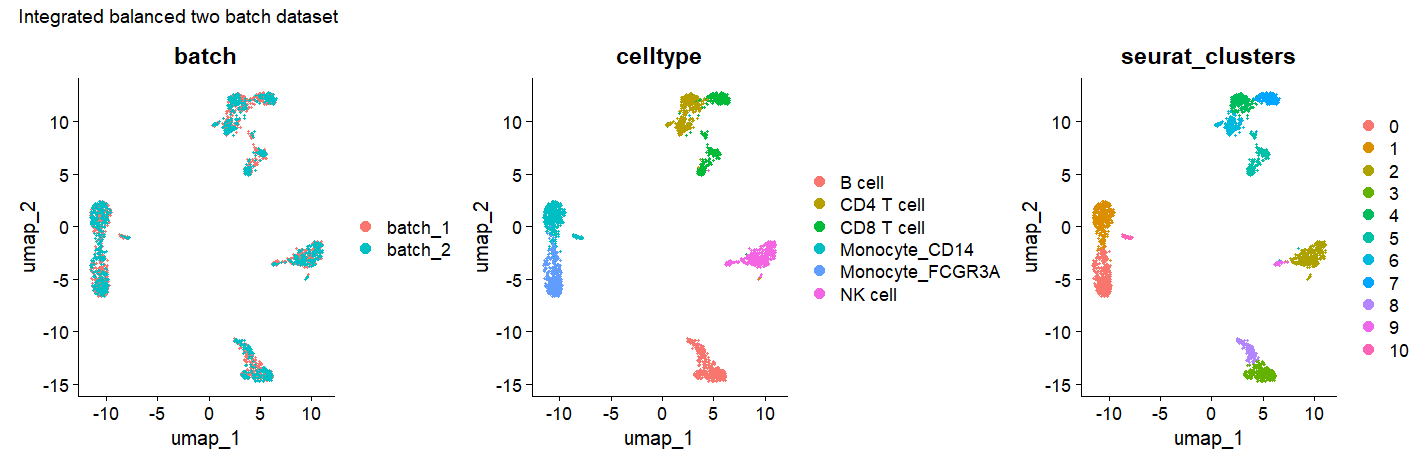 Integrated balanced two batch dataset
batch
umap_2
10
5
0
-5
-10
-15
-10
-5
0
5
10
umap_1
batch_1
batch_2
celltype
umap_2
10
5
0
-5
-10
-15
-10
-5
0
5
10
umap_1
B cell
CD4 T cell
CD8 T cell
Monocyte_CD14
Monocyte_FCGR3A
NK cell
seurat_clusters
umap_2
10
5
0
-5
-10
-15
-10
-5
0
5
10
umap_1
0
1
2
3
4
5
6
7
8
9
10